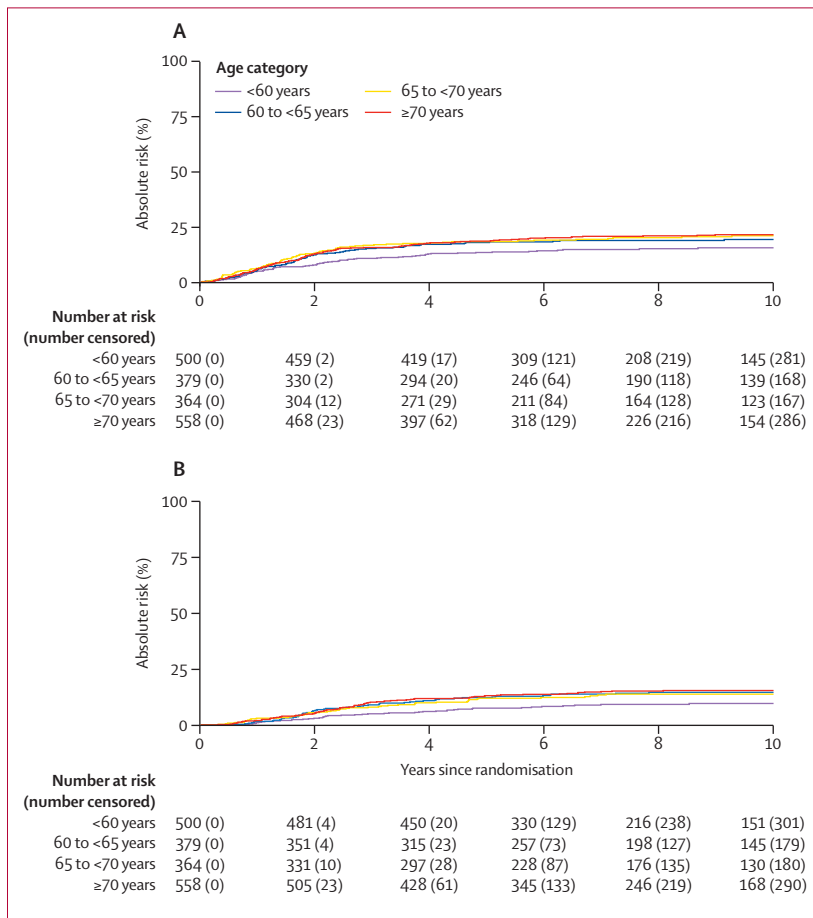 A
Absolute risk (%)
100
75
50
25
0
Age category
<60 years
60 to <65 years
65 to <70 years
≥70 years
0 2 4 6 8 10
Number at risk
(number censored)
<60 years 500 (0) 459 (2) 419 (17) 309 (121) 208 (219) 145 (281)
60 to <65 years 379 (0) 330 (2) 294 (20) 246 (64) 190 (118) 139 (168)
65 to <70 years 364 (0) 304 (12) 271 (29) 211 (84) 164 (128) 123 (167)
≥70 years 558 (0) 468 (23) 397 (62) 318 (129) 226 (216) 154 (286)
B
Absolute risk (%)
100
75
50
25
0
0 2 4 6 8 10
Years since randomisation
Number at risk
(number censored)
<60 years 500 (0) 481 (4) 450 (20) 330 (129) 216 (238) 151 (301)
60 to <65 years 379 (0) 351 (4) 315 (23) 257 (73) 198 (127) 145 (179)
65 to <70 years 364 (0) 331 (10) 297 (28) 228 (87) 176 (135) 130 (180)
≥70 years 558 (0) 505 (23) 428 (61) 345 (133) 246 (219) 168 (290)